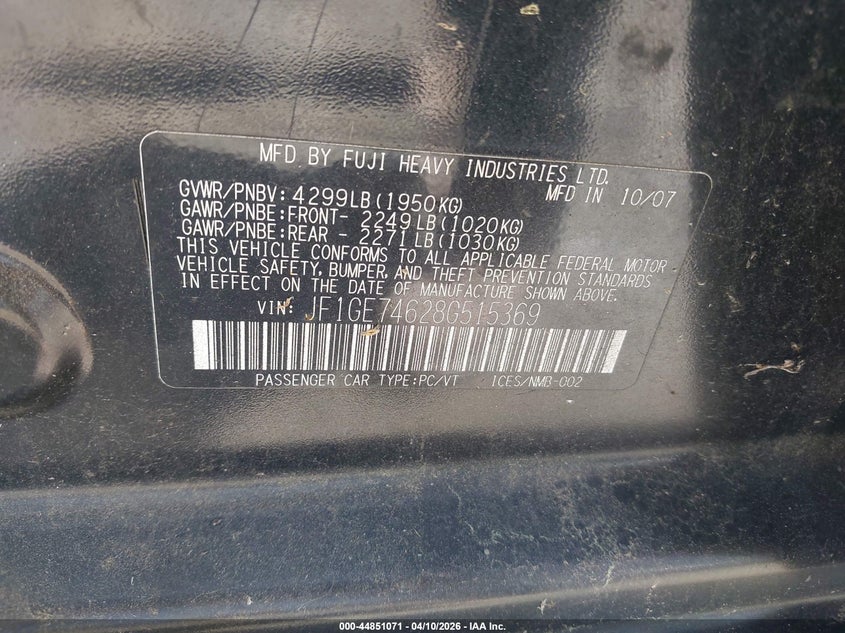 MFD BY FUJI HEAVY INDUSTRIES LTD.
GVWR/PNBV: 4299LB(1950KG) MFD IN 10/07
GAWR/PNBE:FRONT- 2249LB(1020KG)
GAWR/PNBE:REAR - 2271LB(1030KG)
THIS VEHICLE CONFORMS TO ALL APPLICABLE FEDERAL MOTOR
VEHICLE SAFETY, BUMPER, AND THEFT PREVENTION STANDARDS
IN EFFECT ON THE DATE OF MANUFACTURE SHOWN ABOVE.
VIN: JF1GE74628G515369
PASSENGER CAR TYPE:PC/VT ICES/NMB-002
000-44851071 - 04/10/2026 - IAA Inc.